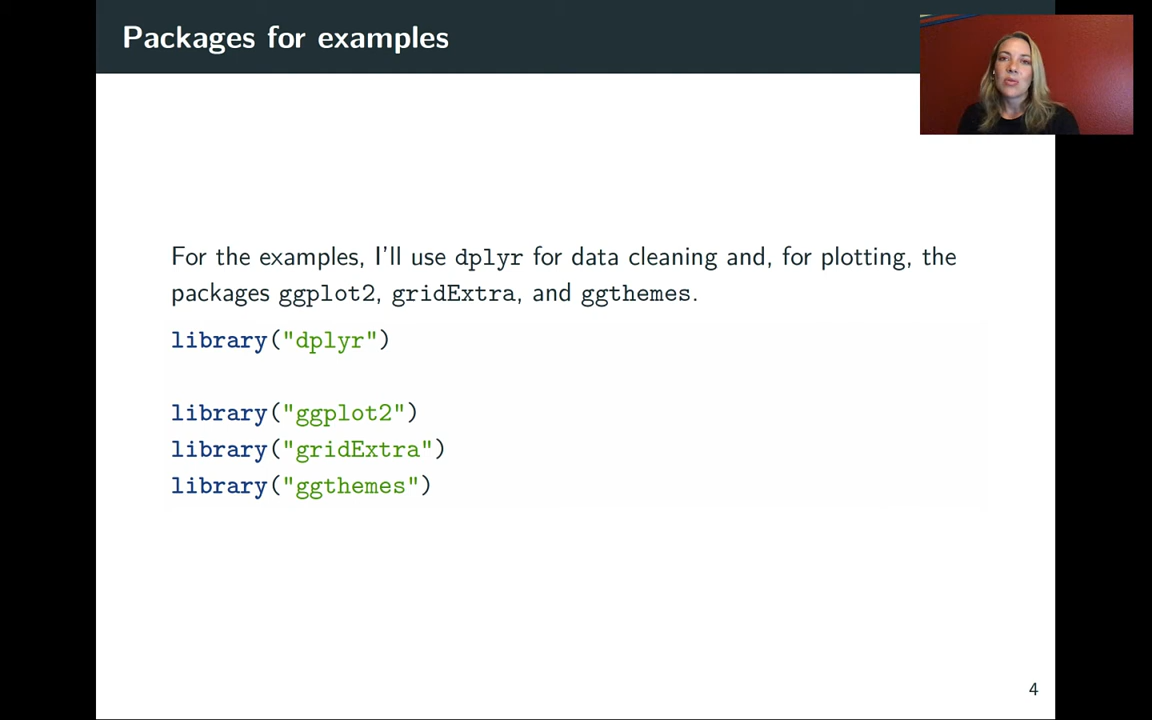 Packages for examples
For the examples, I'll use dplyr for data cleaning and, for plotting, the
packages ggplot2, gridExtra, and ggthemes.
library("dplyr")
library("ggplot2")
library("gridExtra")
library("ggthemes")
4